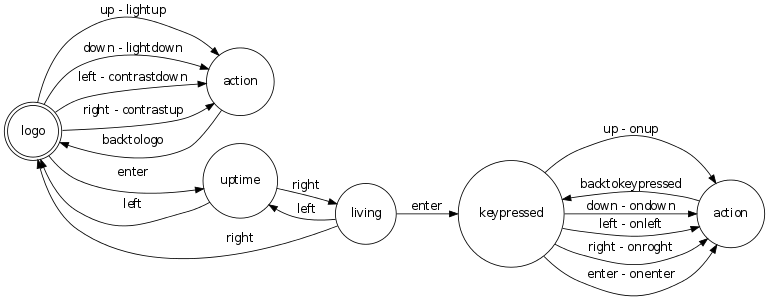 up - lightup
down - lightdown
left - contrastdown
action
right - contrastup
logo
backtologo
enter
uptime
left
right
left
living
right
enter
keypressed
up - onup
backtokeypressed
down - ondown
action
left - onleft
right - onroght
enter - onenter